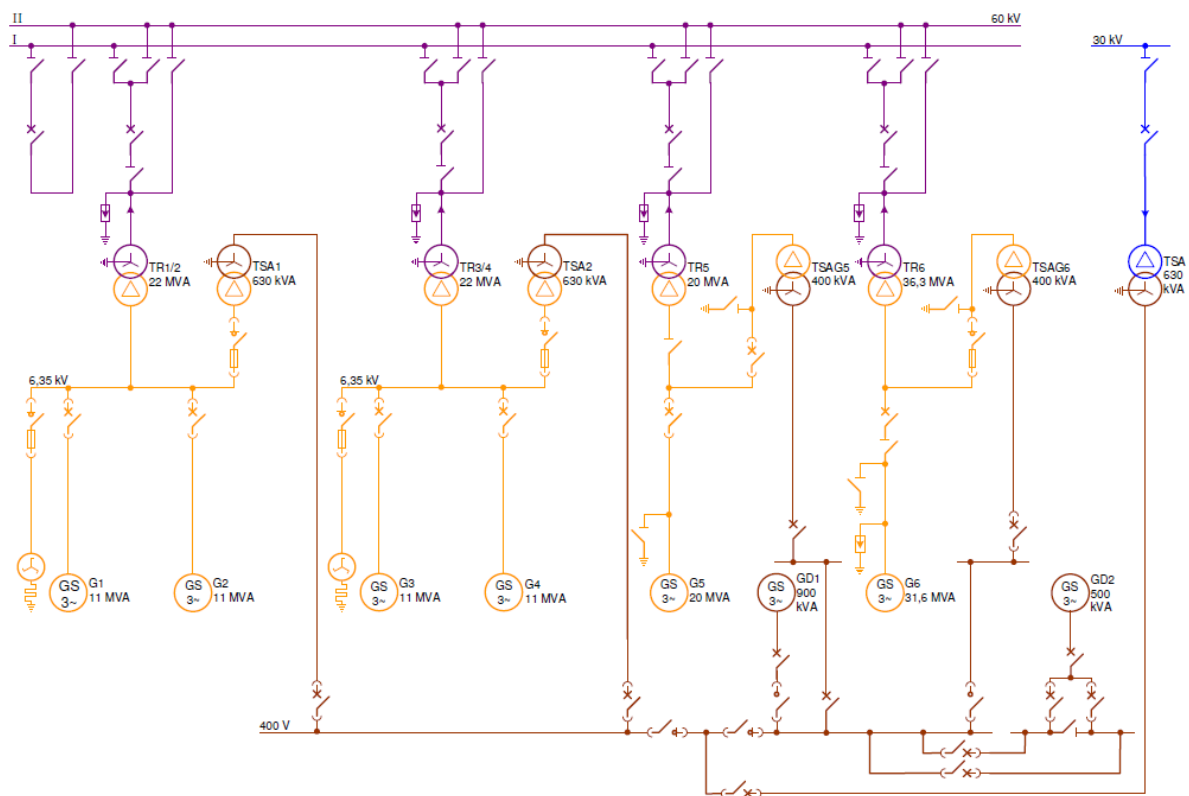 II
60 kV
I
30 kV
TR1/2
22 MVA
TSA1
630 kVA
TR3/4
22 MVA
TSA2
630 kVA
TR5
20 MVA
TSAG5
400 kVA
TR6
36,3 MVA
TSAG6
400 kVA
TSA
630
kVA
6,35 kV
6,35 kV
GS
3~
G1
11 MVA
GS
3~
G2
11 MVA
GS
3~
G3
11 MVA
GS
3~
G4
11 MVA
GS
3~
G5
20 MVA
GS
3~
GD1
900
kVA
GS
3~
G6
31,6 MVA
GS
3~
GD2
500
kVA
400 V